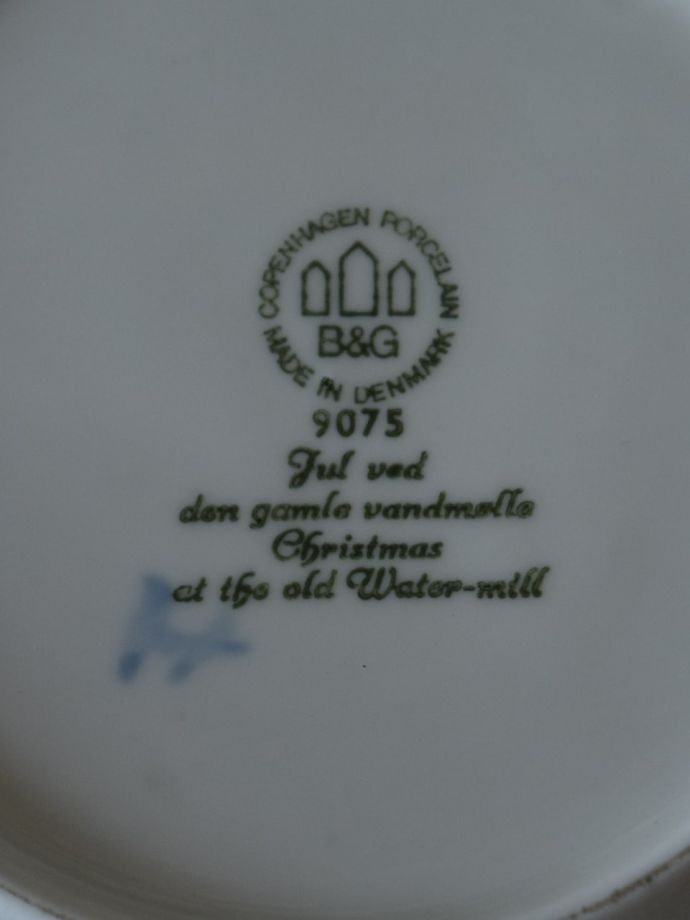 COPENHAGEN PORCELAIN
B&G
MADE IN DENMARK
9075
Jul ved
den gamle vandmølle
Christmas
at the old Water-mill